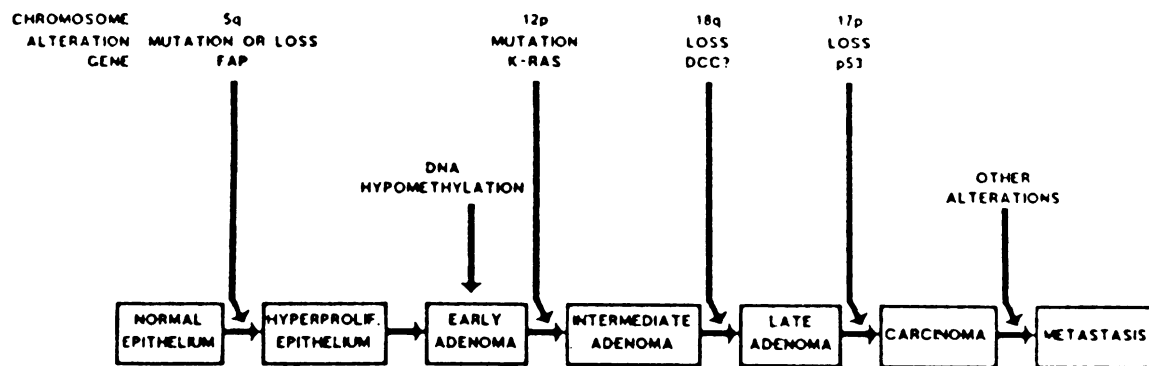 CHROMOSOME 5q 12p 18q 17p
ALTERATION MUTATION OR LOSS MUTATION LOSS LOSS
GENE FAP K-RAS DCC? p53
DNA
HYPOMETHYLATION
OTHER
ALTERATIONS
NORMAL
EPITHELIUM
HYPERPROLIF.
EPITHELIUM
EARLY
ADENOMA
INTERMEDIATE
ADENOMA
LATE
ADENOMA
CARCINOMA
METASTASIS